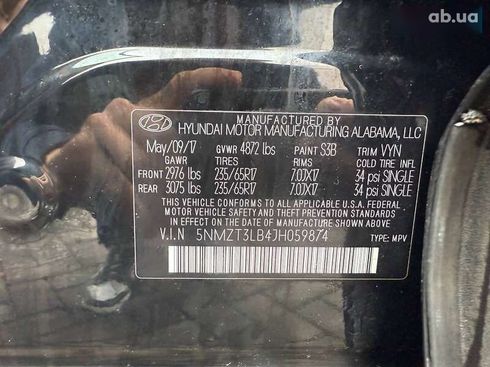 ab.ua
MANUFACTURED BY
HYUNDAI MOTOR MANUFACTURING ALABAMA, LLC
May/09/17 GVWR 4872 lbs PAINT S3B TRIM VYN
GAWR TIRES RIMS COLD TIRE INFL
FRONT 2976 lbs 235/65R17 7.0JX17 34 psi SINGLE
REAR 3075 lbs 235/65R17 7.0JX17 34 psi SINGLE
THIS VEHICLE CONFORMS TO ALL APPLICABLE U.S.A. FEDERAL
MOTOR VEHICLE SAFETY AND THEFT PREVENTION STANDARDS
IN EFFECT ON THE DATE OF MANUFACTURE SHOWN ABOVE.
V.I.N 5NMZT3LB4JH059874 TYPE: MPV